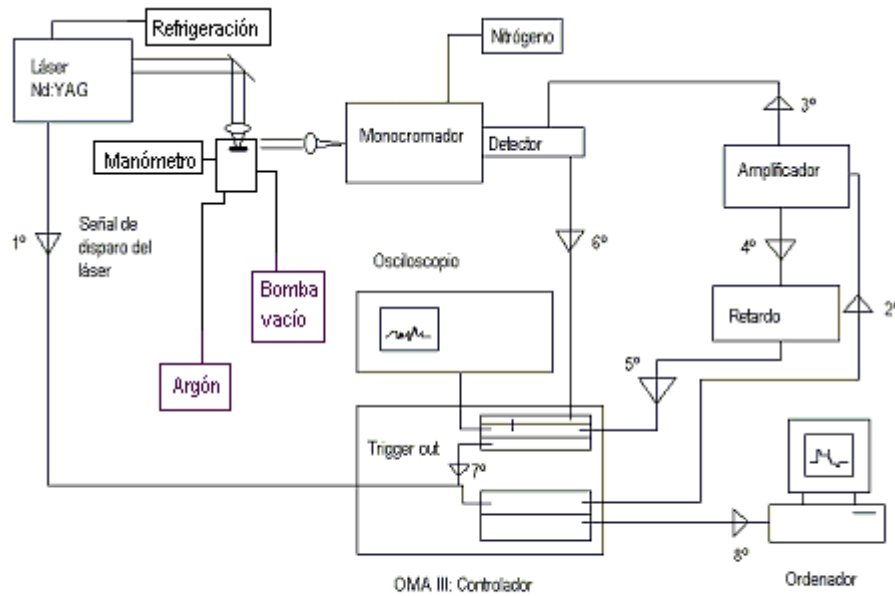 Refrigeración
Láser
Nd:YAG
Nitrógeno
Monocromador
Detector
3º
Manómetro
Amplificador
1º
Señal de
disparo del
láser
6º
4º
Osciloscopio
Bomba
vacío
Retardo
2º
5º
Argón
Trigger out
7º
8º
Ordenador
OMA III: Controlador